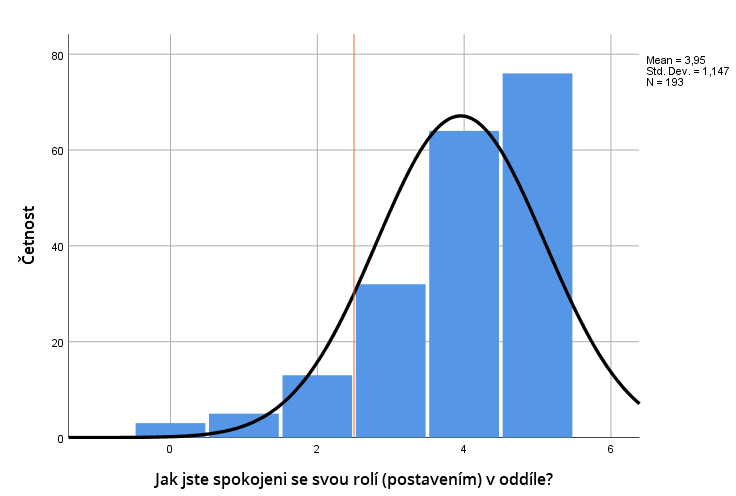 80
60
40
20
0
Četnost
0
2
4
6
Jak jste spokojeni se svou rolí (postavením) v oddíle?
Mean = 3,95
Std. Dev. = 1,147
N = 193